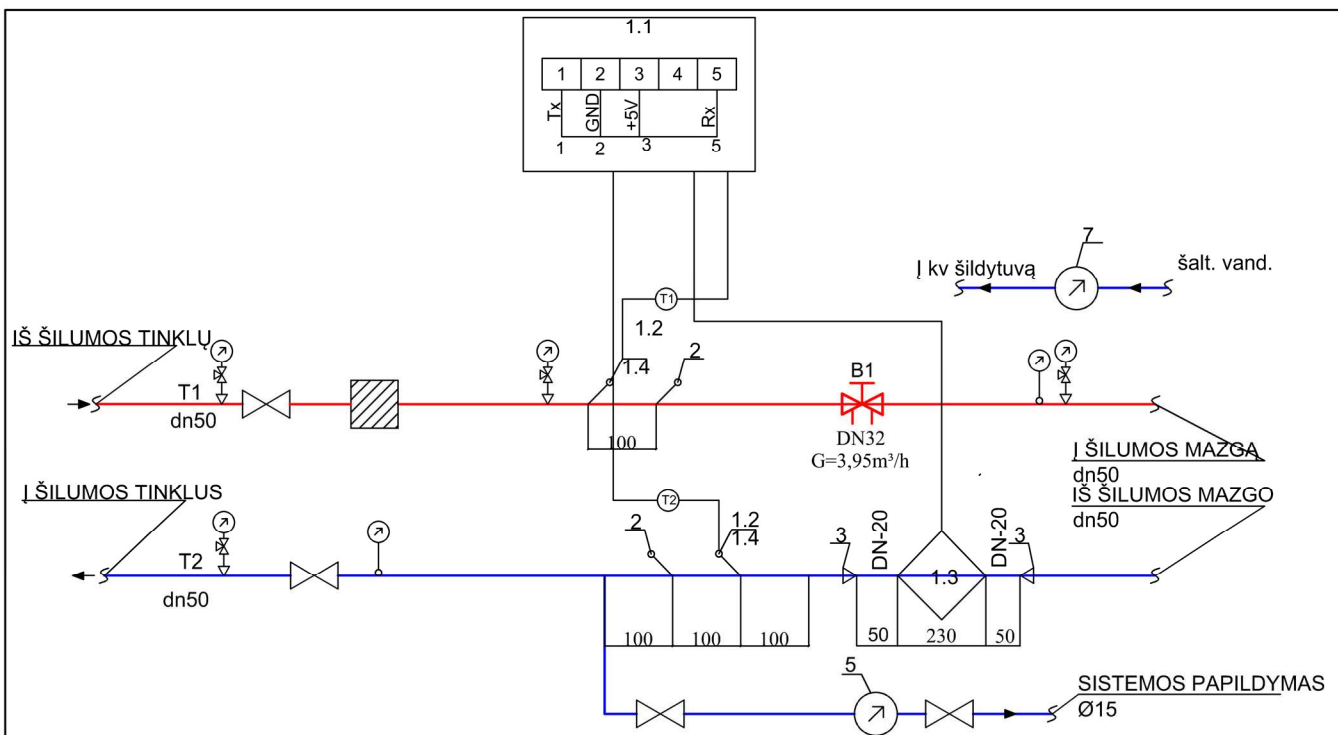 1.1
1 2 3 4 5
Tx GND +5V Rx
1 2 3 5
7
Į kv šildytuvą
šalt. vand.
T1
1.2
IŠ ŠILUMOS TINKLŲ
1.4
2
B1
T1
dn50
100
DN32
G=3,95m³/h
Į ŠILUMOS MAZGĄ
dn50
Į ŠILUMOS TINKLUS
IŠ ŠILUMOS MAZGO
dn50
T2
2
1.2
1.4
3
DN-20
DN-20
3
T2
dn50
1.3
100 100 100
50 230 50
5
SISTEMOS PAPILDYMAS
Ø15